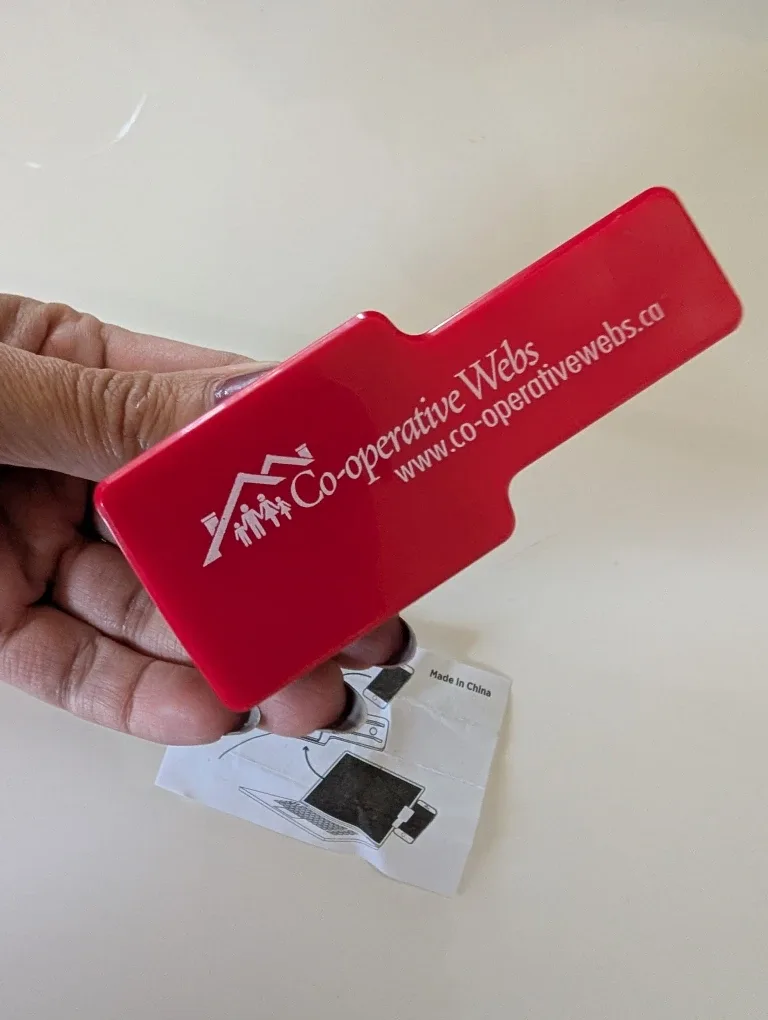 Co-operative Webs
www.co-operativewebs.ca
Made in China